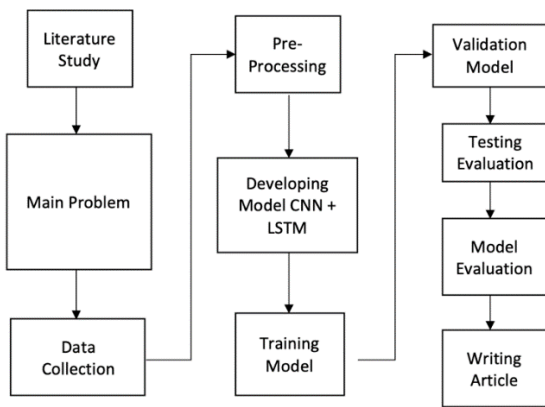 Literature
Study
Main Problem
Data
Collection
Pre-
Processing
Developing
Model CNN +
LSTM
Training
Model
Validation
Model
Testing
Evaluation
Model
Evaluation
Writing
Article